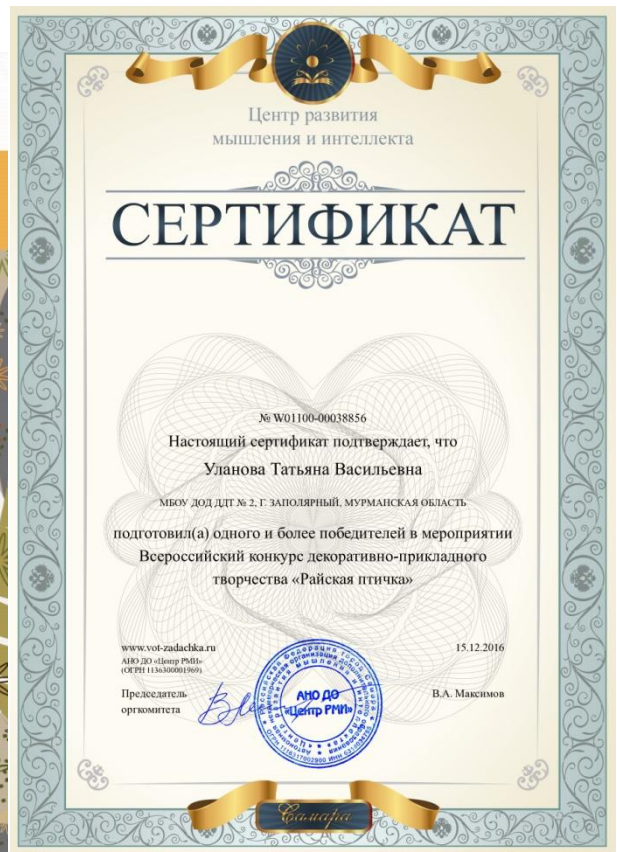 Центр развития
мышления и интеллекта
СЕРТИФИКАТ
№ W01100-00038856
Настоящий сертификат подтверждает, что
Уланова Татьяна Васильевна
МБОУ ДОД ДДТ № 2, Г. ЗАПОЛЯРНЫЙ, МУРМАНСКАЯ ОБЛАСТЬ
подготовил(а) одного и более победителей в мероприятии
Всероссийский конкурс декоративно-прикладного
творчества «Райская птичка»
www.vot-zadachka.ru
15.12.2016
АНО ДО «Центр РМИ»
(ОГРН 1136300001969)
Председатель
оргкомитета
В.А. Максимов
АНО ДО
«Центр РМИ»
Самара